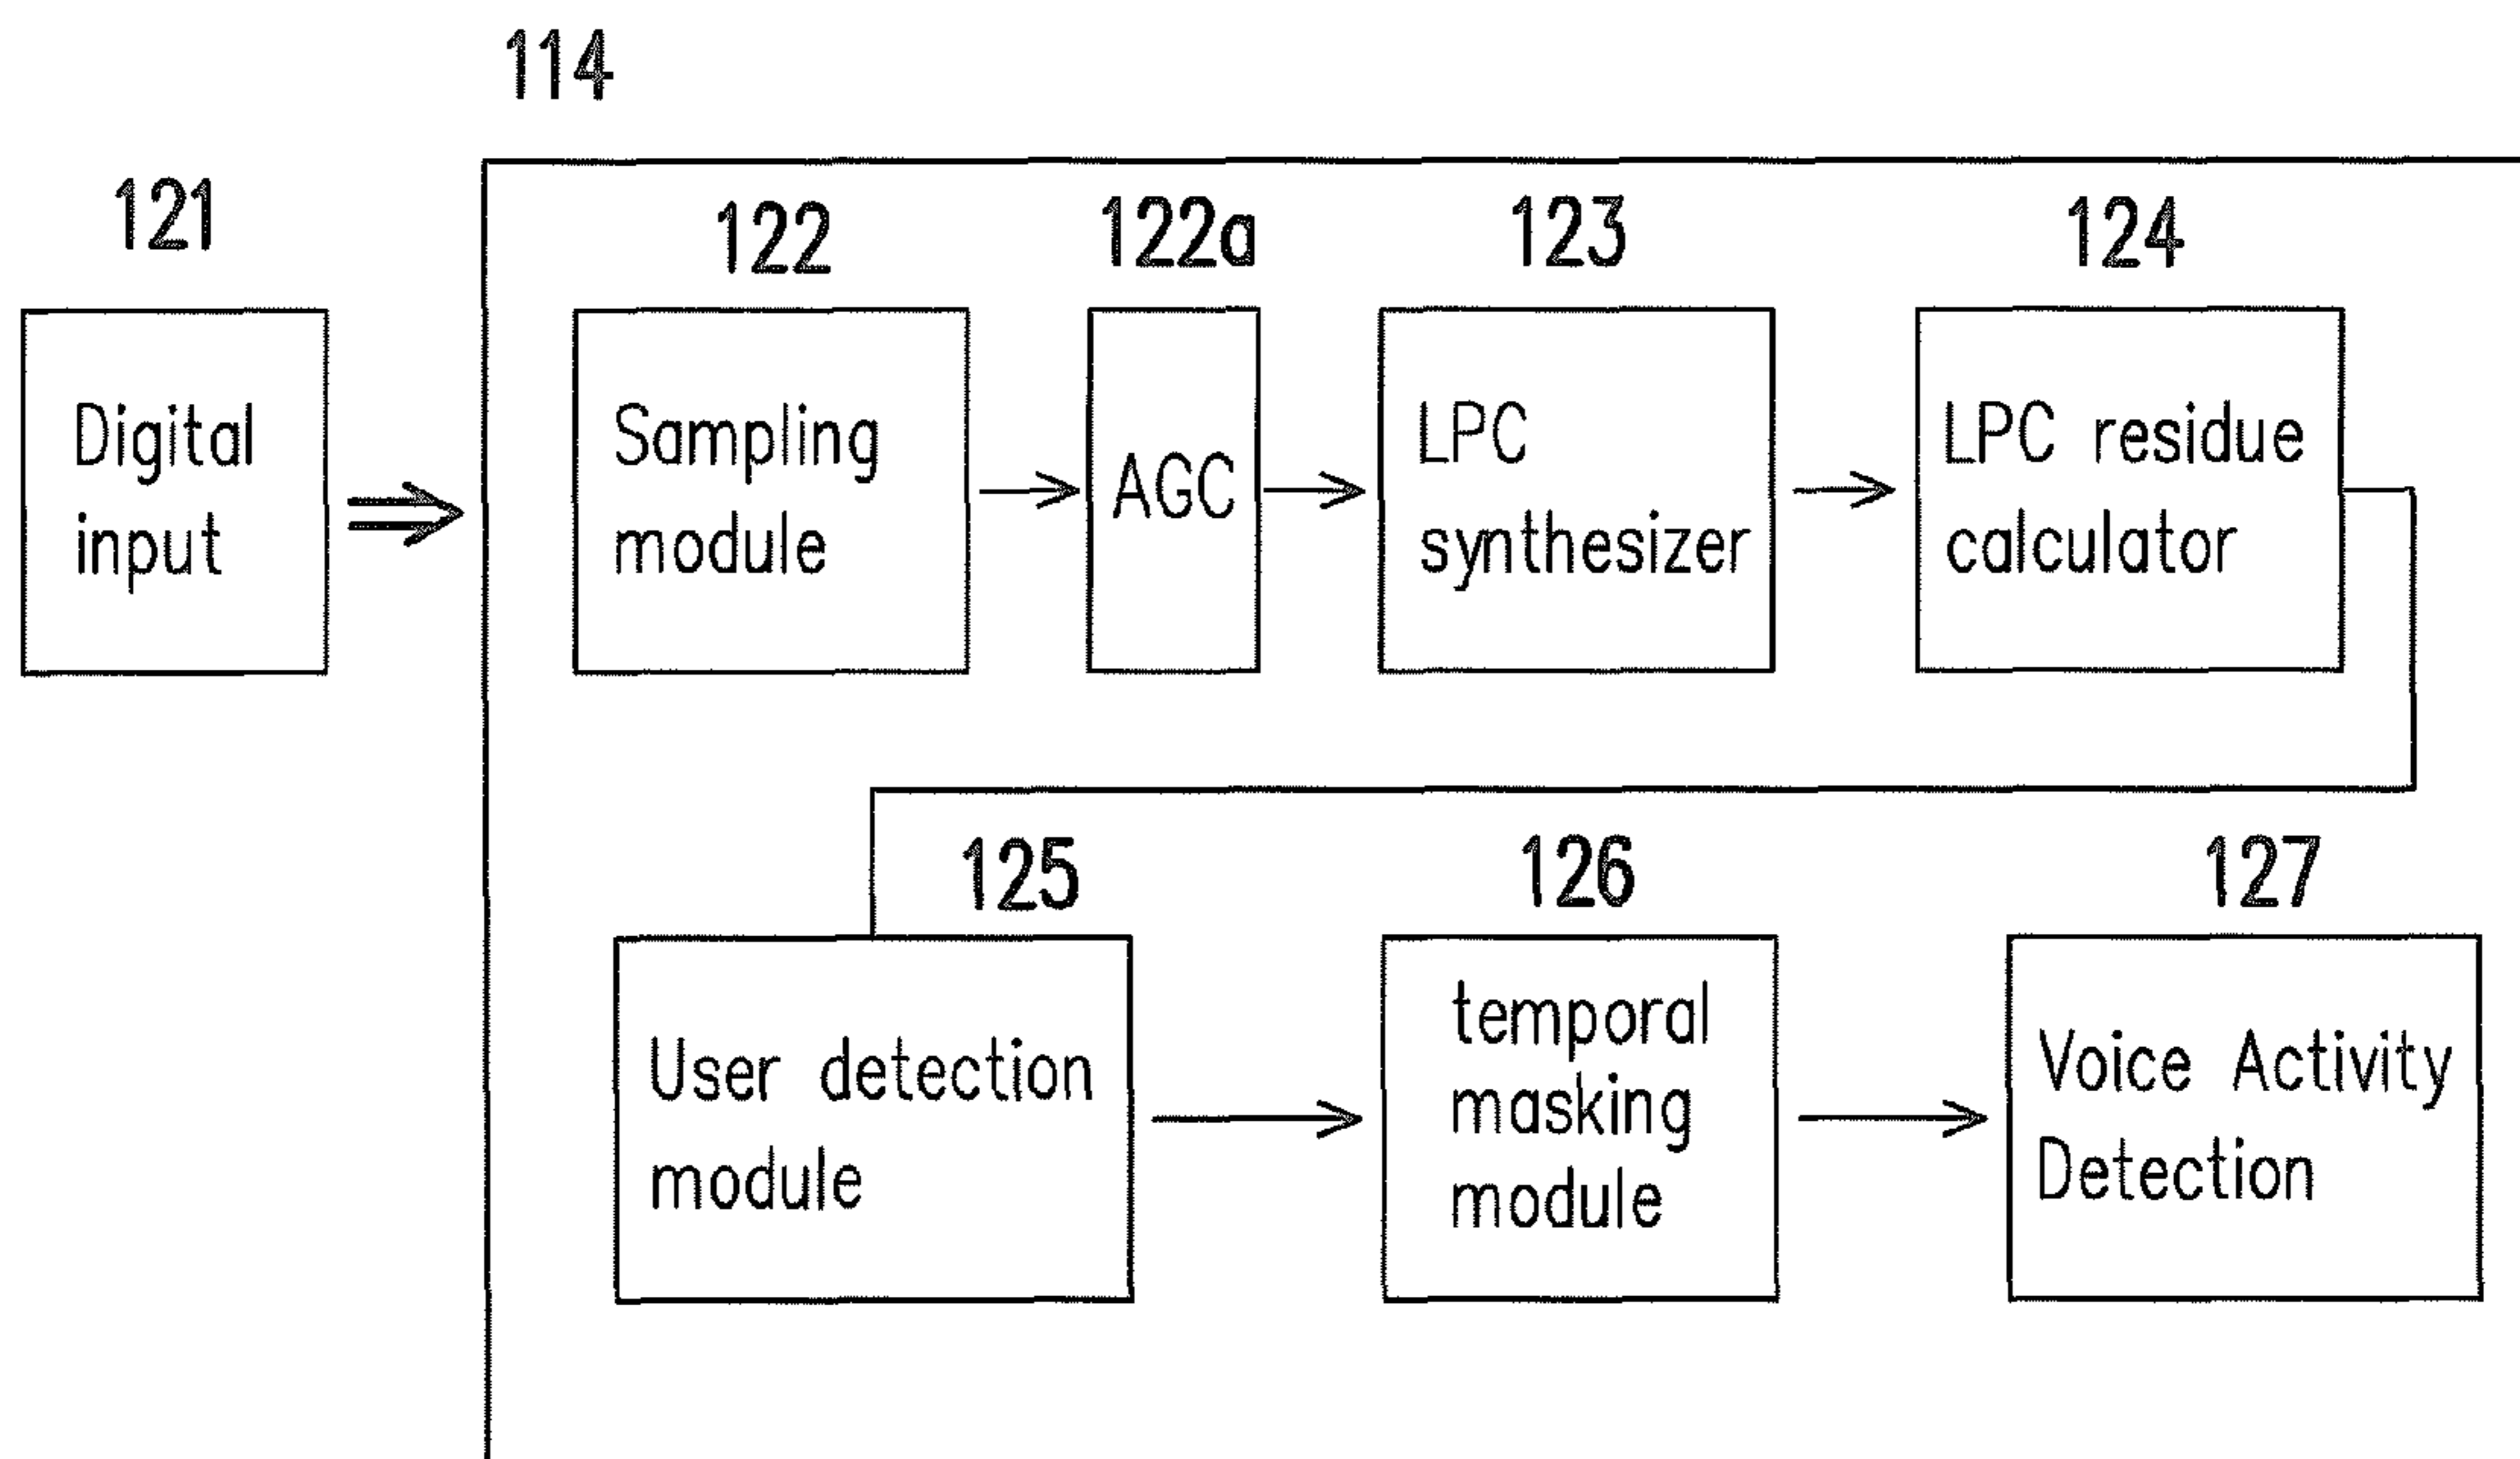 114
121
122
122a
123
124
Digital
input
Sampling
module
AGC
LPC
synthesizer
LPC residue
calculator
125
126
127
User detection
module
temporal
masking
module
Voice Activity
Detection